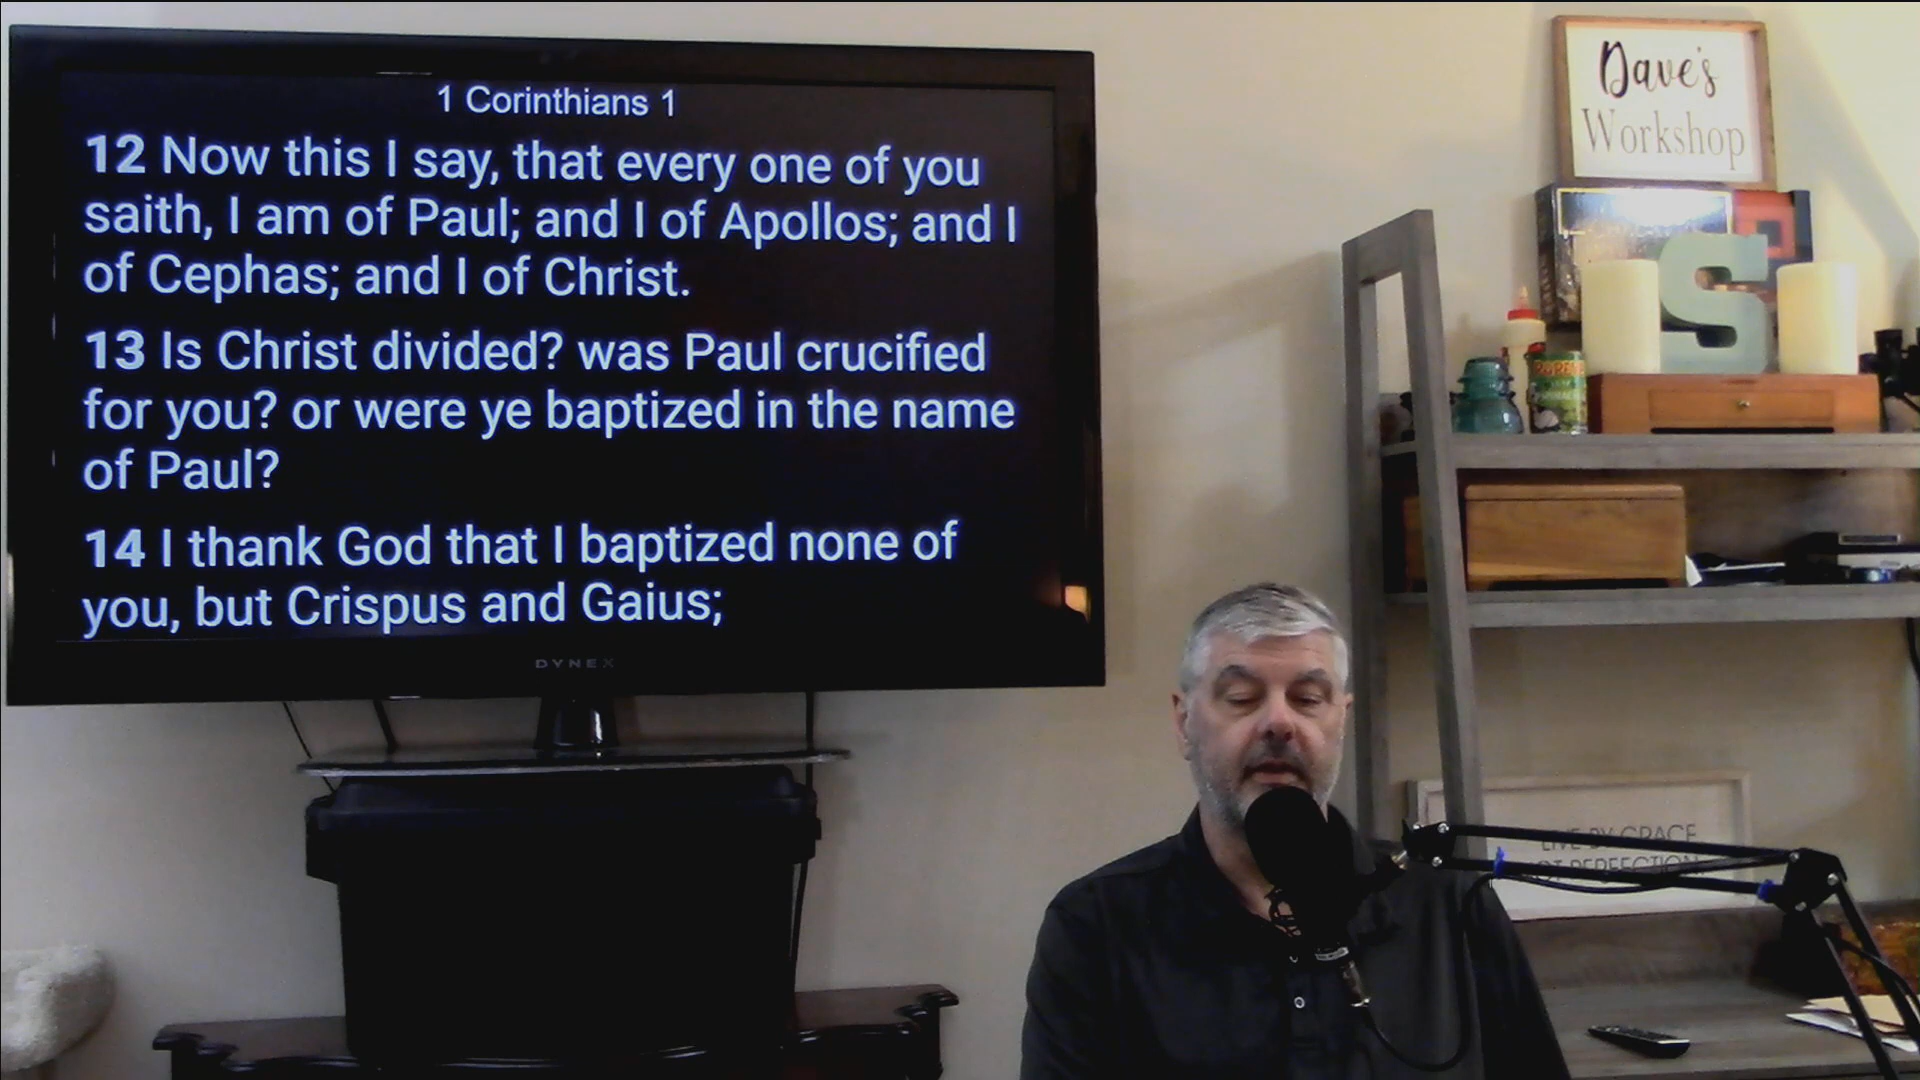 1 Corinthians 1
12 Now this I say, that every one of you
saith, I am of Paul; and I of Apollos; and I
of Cephas; and I of Christ.
13 Is Christ divided? was Paul crucified
for you? or were ye baptized in the name
of Paul?
14 I thank God that I baptized none of
you, but Crispus and Gaius;
DYNEX
Dave's
Workshop
S
LIVE BY GRACE
NOT PERFECTION